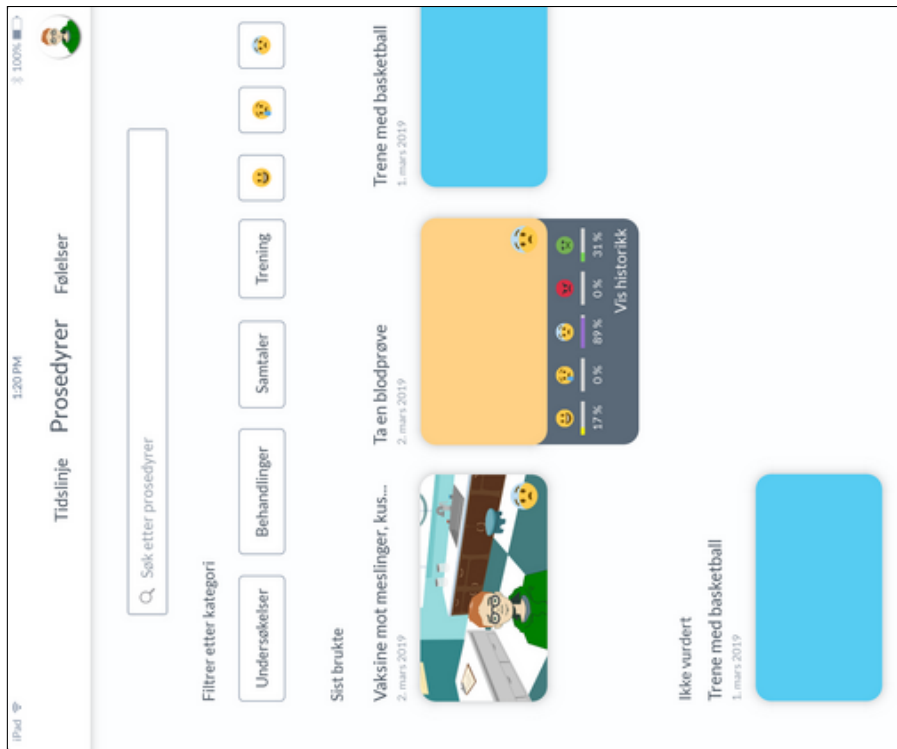 iPad
1:20 PM
100%
Tidslinje
Prosedyrer
Følelser
Søk etter prosedyrer
Filtrer etter kategori
Undersøkelser
Behandlinger
Samtaler
Trening
Sist brukte
Vaksine mot meslinger, kus...
2. mars 2019
Ta en blodprøve
2. mars 2019
17 %
0 %
89 %
0 %
31 %
Vis historikk
Trene med basketball
1. mars 2019
Ikke vurdert
Trene med basketball
1. mars 2019